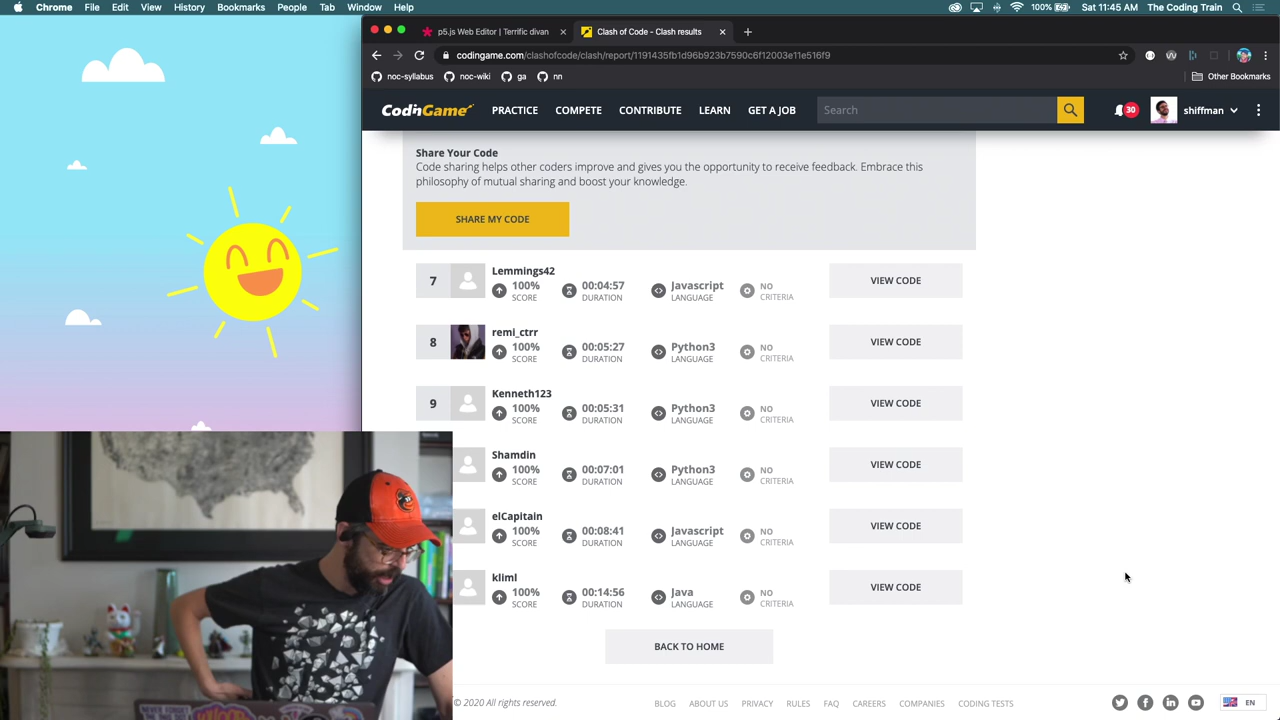 Chrome File Edit View History Bookmarks People Tab Window Help 100% Sat 11:45 AM The Coding Train
p5.js Web Editor | Terrific divan Clash of Code - Clash results
codingame.com/clashofcode/clash/report/1191435fb1d96b923b7590c6f12003e11e516f9
noc-syllabus noc-wiki ga nn Other Bookmarks
CodinGame PRACTICE COMPETE CONTRIBUTE LEARN GET A JOB Search 30 shiffman
Share Your Code
Code sharing helps other coders improve and gives you the opportunity to receive feedback. Embrace this
philosophy of mutual sharing and boost your knowledge.
SHARE MY CODE
Lemmings42
7 100% 00:04:57 Javascript NO VIEW CODE
SCORE DURATION LANGUAGE CRITERIA
remi_ctrr
8 100% 00:05:27 Python3 NO VIEW CODE
SCORE DURATION LANGUAGE CRITERIA
Kenneth123
9 100% 00:05:31 Python3 NO VIEW CODE
SCORE DURATION LANGUAGE CRITERIA
Shamdin
100% 00:07:01 Python3 NO VIEW CODE
SCORE DURATION LANGUAGE CRITERIA
elCapitain
100% 00:08:41 Javascript NO VIEW CODE
SCORE DURATION LANGUAGE CRITERIA
kliml
100% 00:14:56 Java NO VIEW CODE
SCORE DURATION LANGUAGE CRITERIA
BACK TO HOME
© 2020 All rights reserved. BLOG ABOUT US PRIVACY RULES FAQ CAREERS COMPANIES CODING TESTS EN